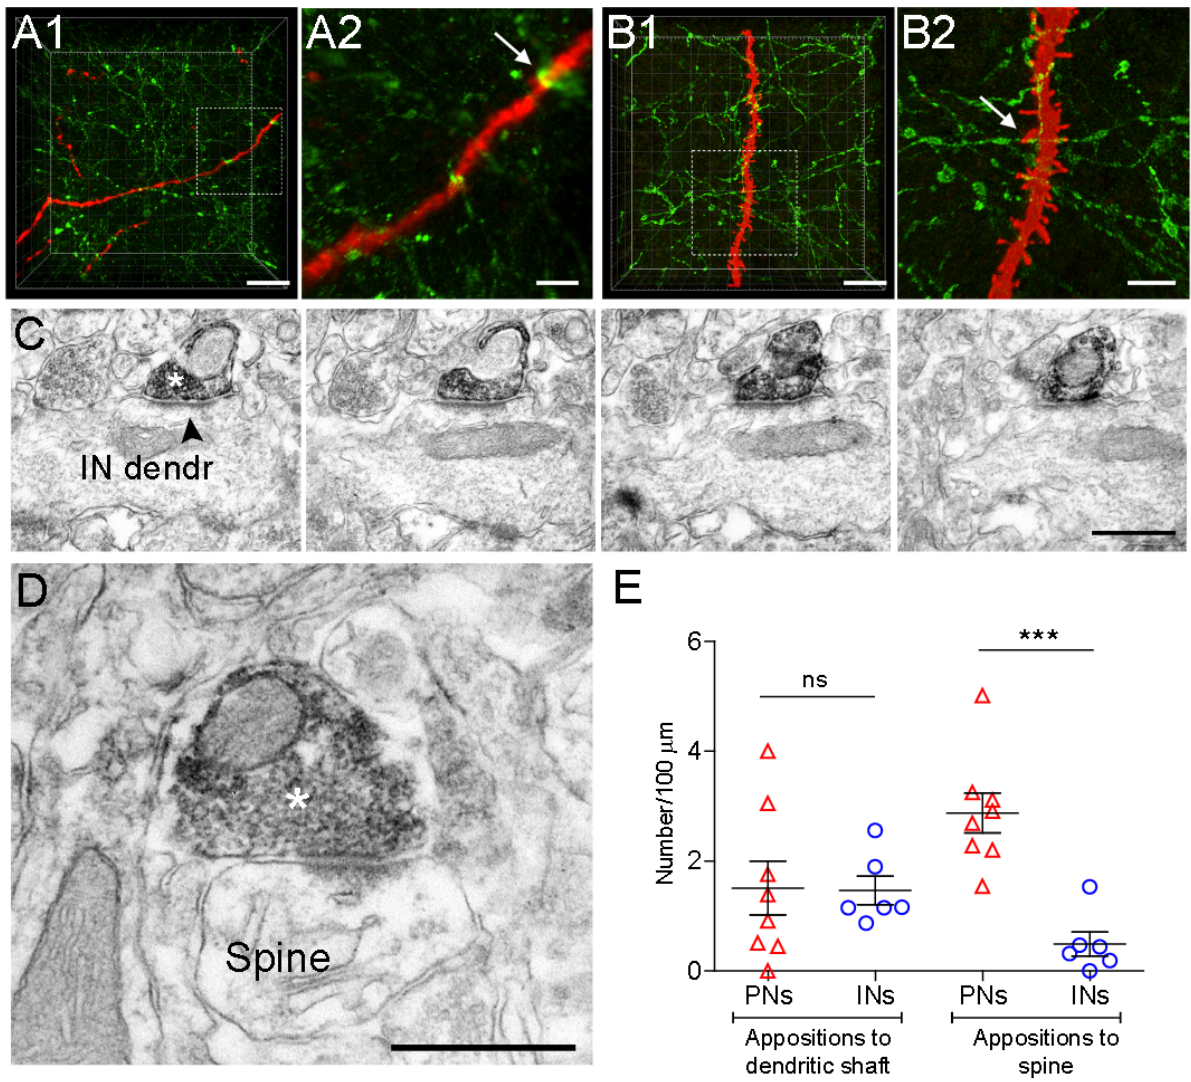 A1
A2
B1
B2
C
*
IN dendr
D
*
Spine
E
Number/100 μm
6
4
2
0
ns
***
PNs
INs
PNs
INs
Appositions to
dendritic shaft
Appositions to
spine